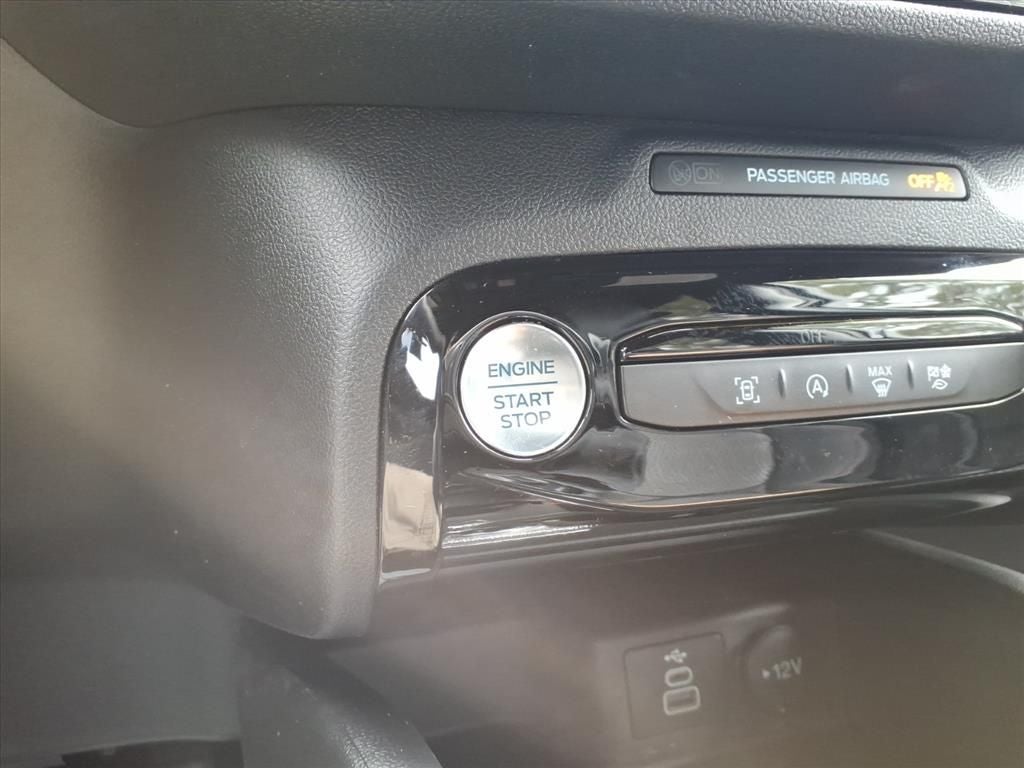 ON PASSENGER AIRBAG OFF
ENGINE
START
STOP
OFF
A
MAX
12V